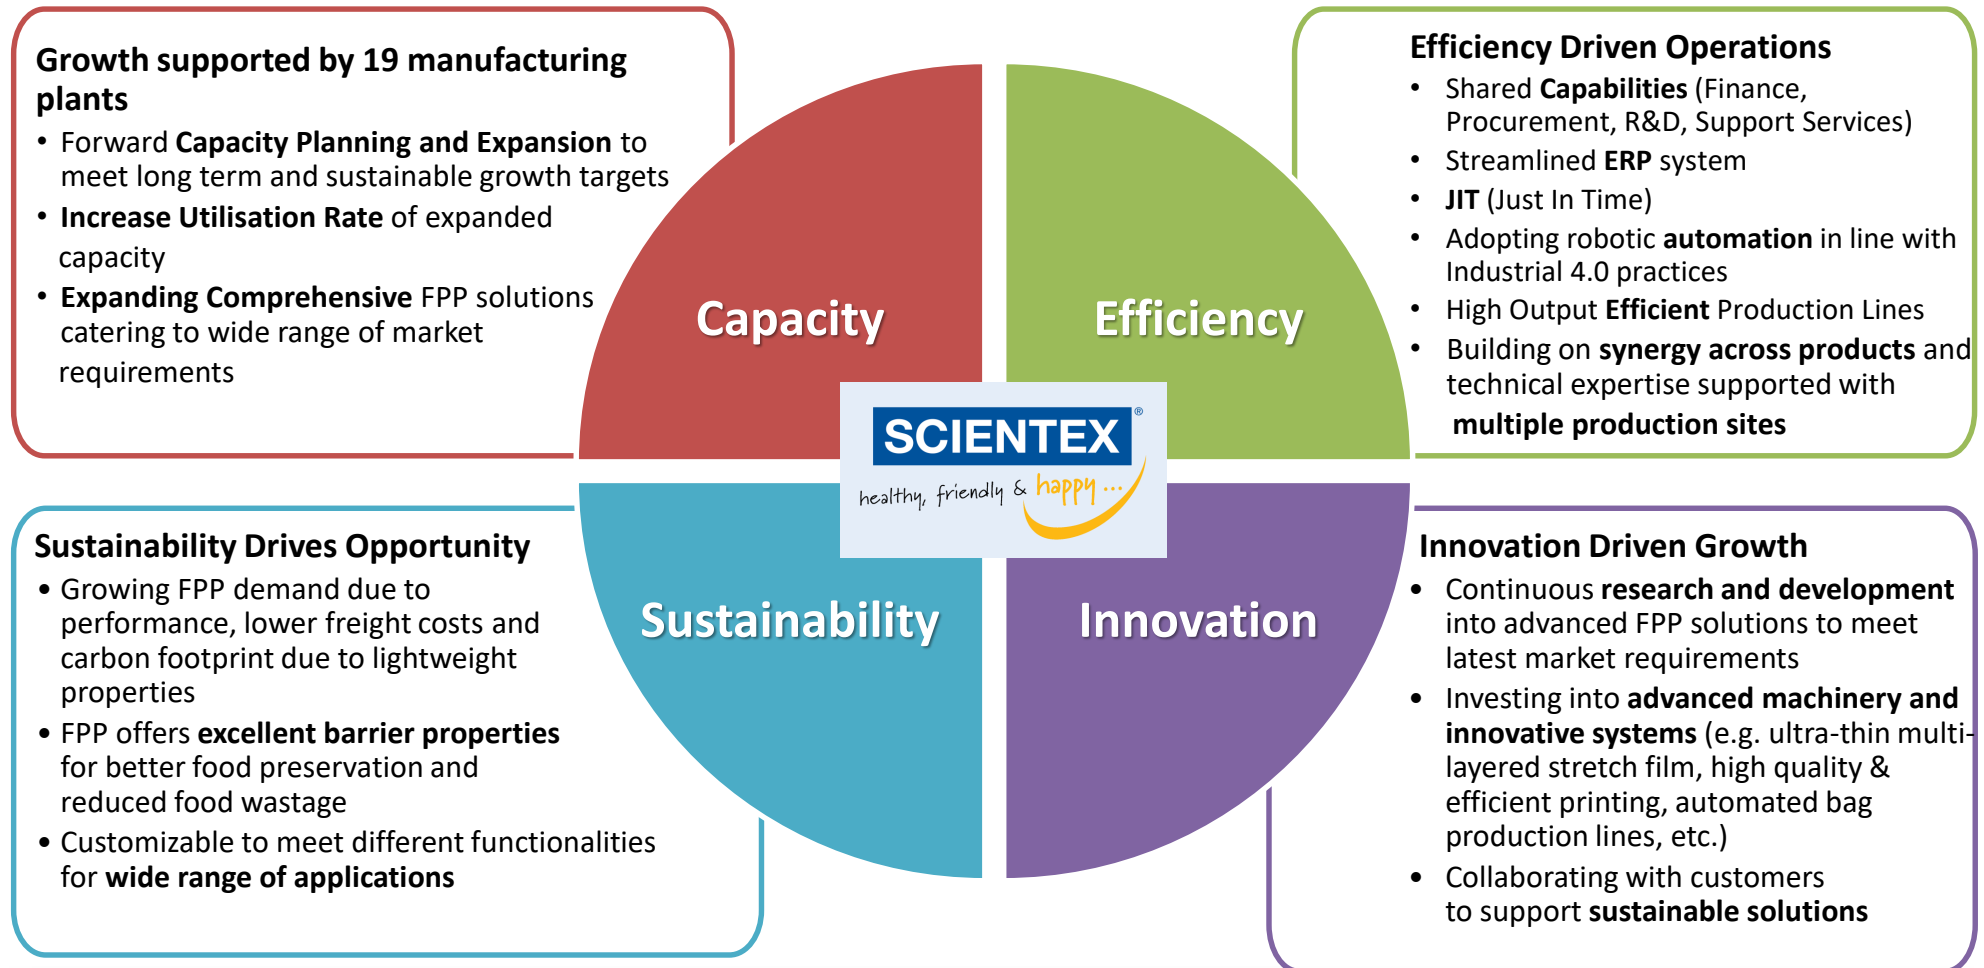 Growth supported by 19 manufacturing
plants
• Forward Capacity Planning and Expansion to
meet long term and sustainable growth targets
• Increase Utilisation Rate of expanded
capacity
• Expanding Comprehensive FPP solutions
catering to wide range of market
requirements
Efficiency Driven Operations
• Shared Capabilities (Finance,
Procurement, R&D, Support Services)
• Streamlined ERP system
• JIT (Just In Time)
• Adopting robotic automation in line with
Industrial 4.0 practices
• High Output Efficient Production Lines
• Building on synergy across products and
technical expertise supported with
multiple production sites
Capacity
Efficiency
SCIENTEX®
healthy, friendly & happy ...
Sustainability
Innovation
Sustainability Drives Opportunity
• Growing FPP demand due to
performance, lower freight costs and
carbon footprint due to lightweight
properties
• FPP offers excellent barrier properties
for better food preservation and
reduced food wastage
• Customizable to meet different functionalities
for wide range of applications
Innovation Driven Growth
• Continuous research and development
into advanced FPP solutions to meet
latest market requirements
• Investing into advanced machinery and
innovative systems (e.g. ultra-thin multi-
layered stretch film, high quality &
efficient printing, automated bag
production lines, etc.)
• Collaborating with customers
to support sustainable solutions